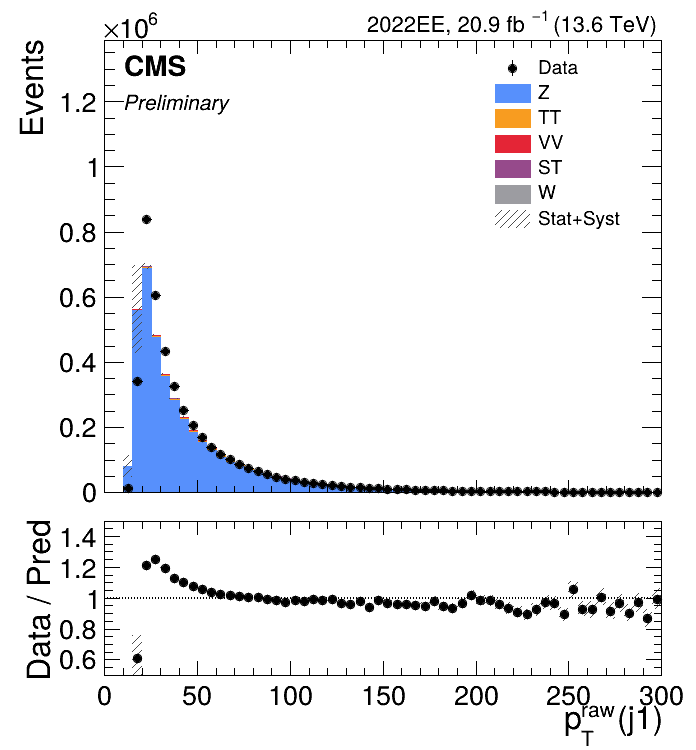 ×10⁶
2022EE, 20.9 fb ⁻¹ (13.6 TeV)
CMS
Preliminary
Events
Data
Z
TT
VV
ST
W
Stat+Syst
1.2
1
0.8
0.6
0.4
0.2
0
Data / Pred
1.4
1.2
1
0.8
0.6
0 50 100 150 200 250 300
p_T^raw (j1)